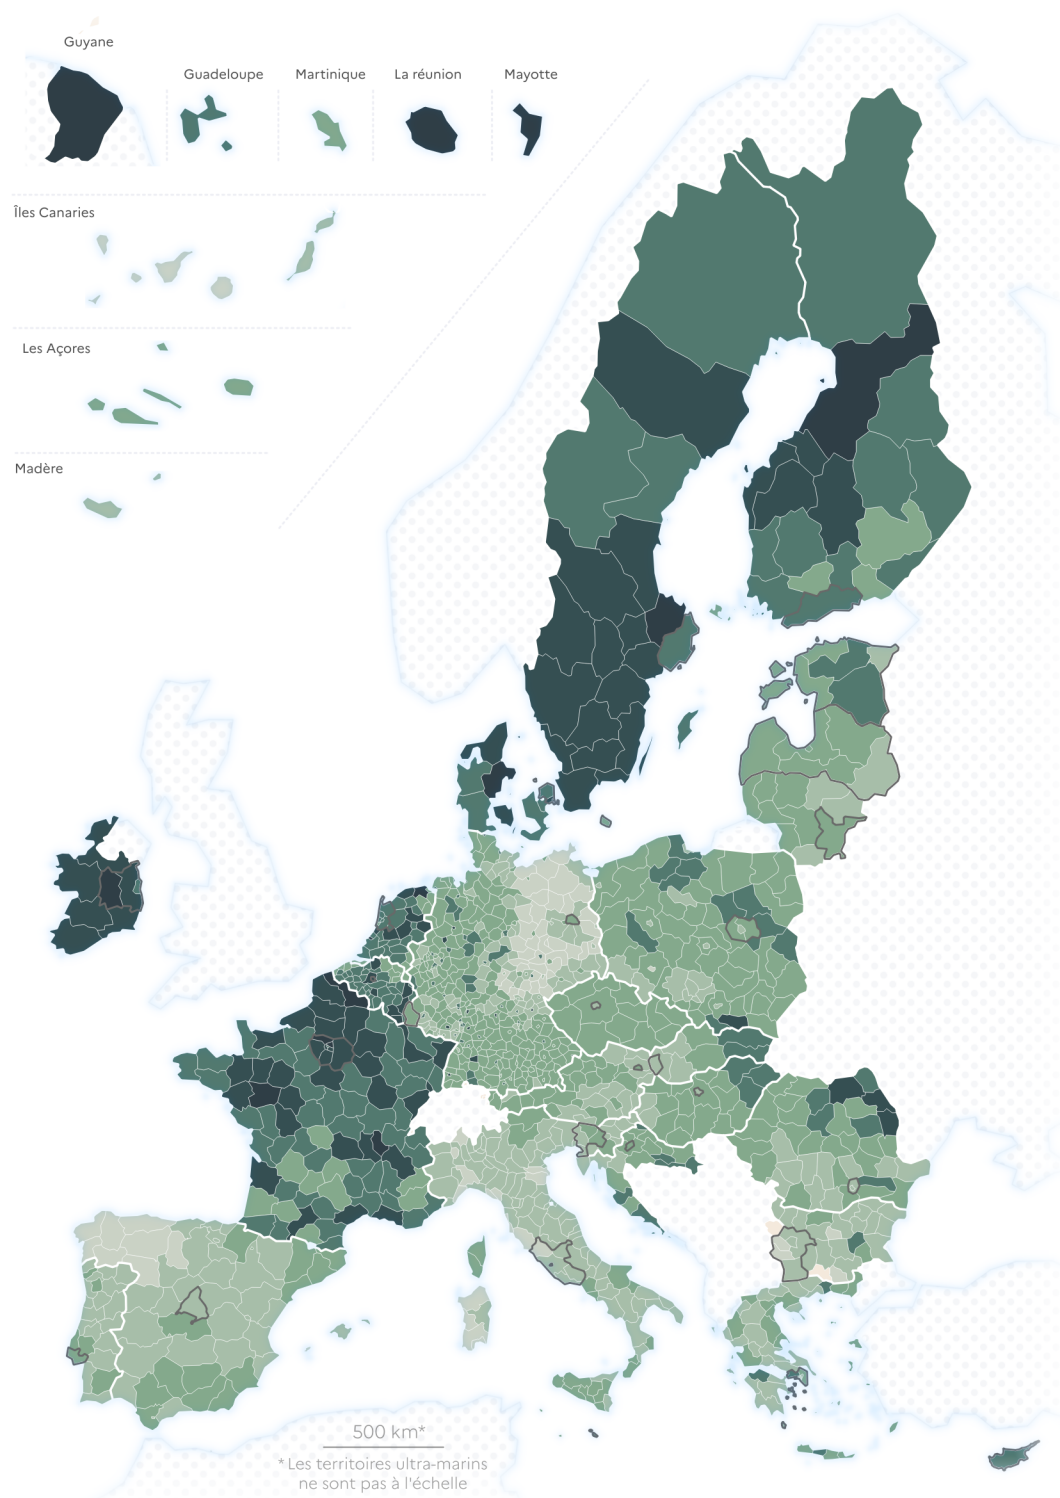 Guyane
Guadeloupe
Martinique
La réunion
Mayotte
Îles Canaries
Les Açores
Madère
500 km*
* Les territoires ultra-marins
ne sont pas à l'échelle